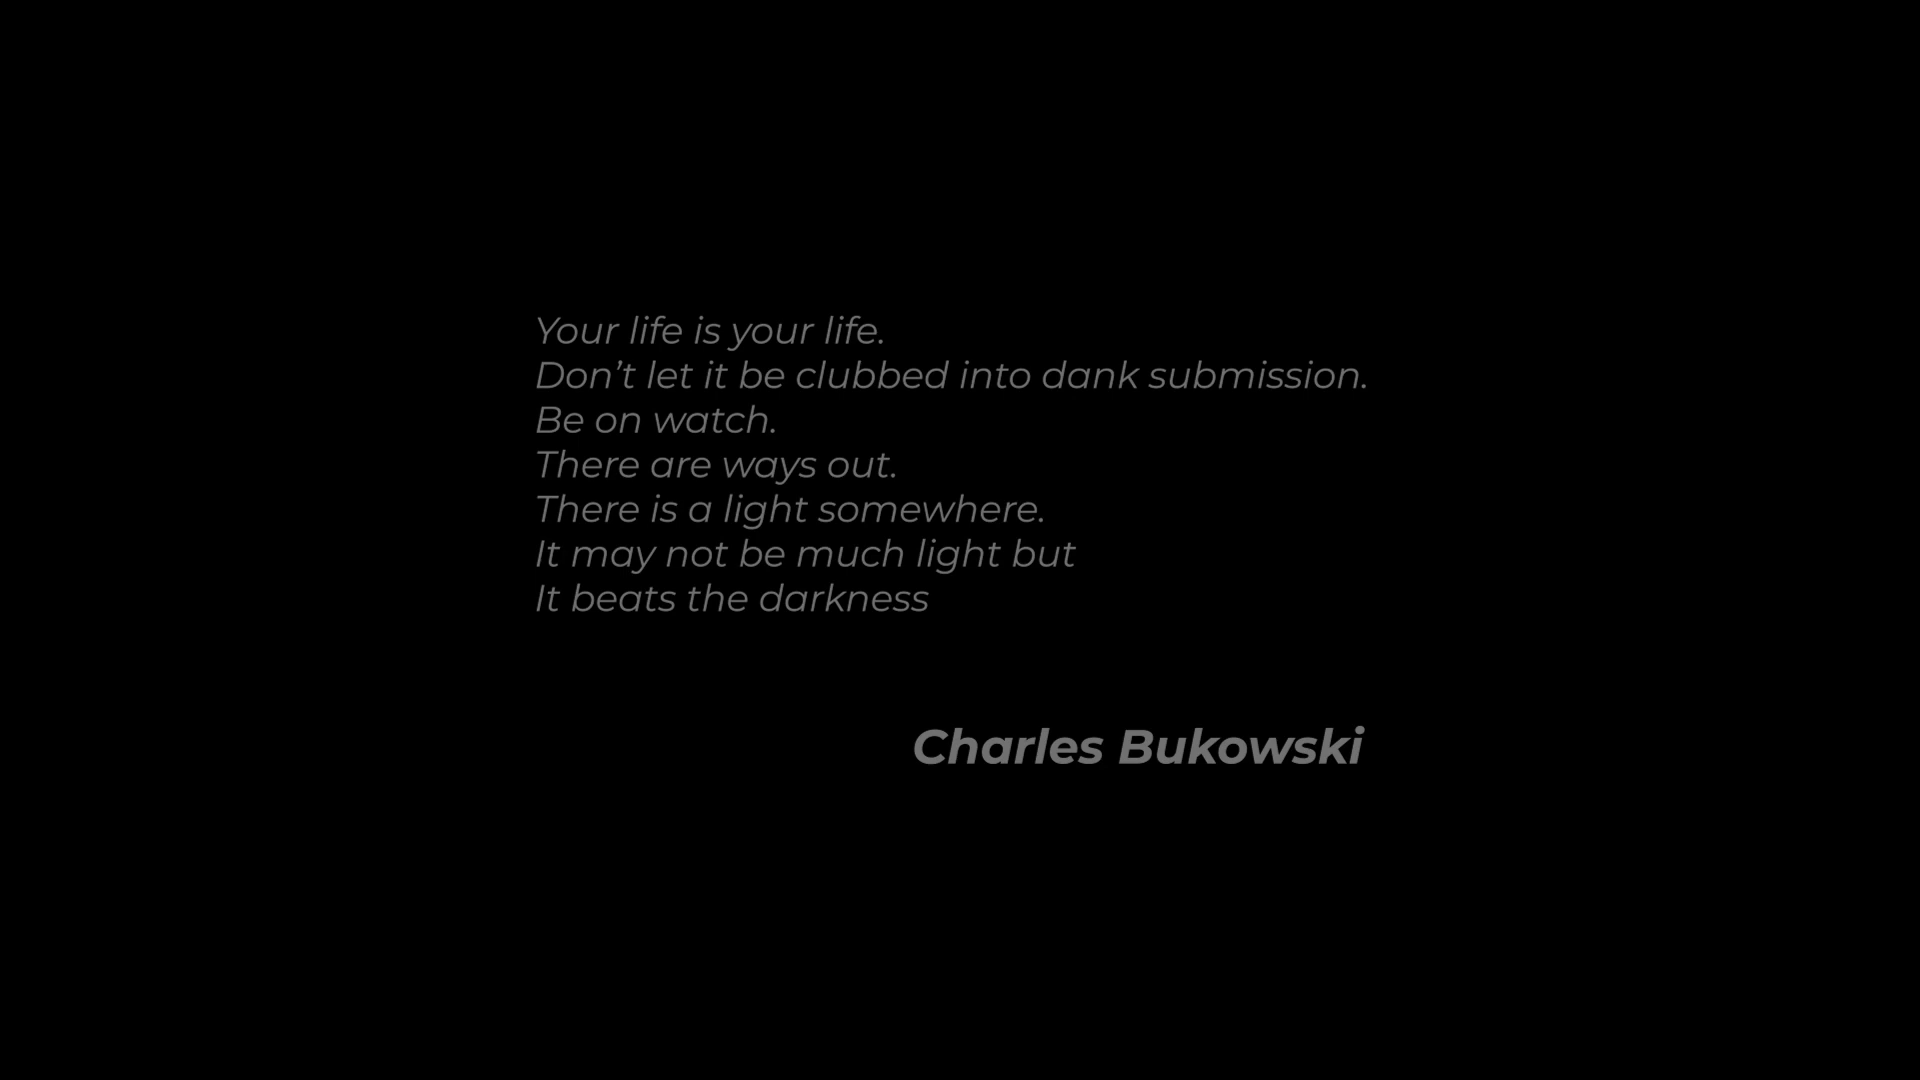 Your life is your life.
Don’t let it be clubbed into dank submission.
Be on watch.
There are ways out.
There is a light somewhere.
It may not be much light but
It beats the darkness
Charles Bukowski